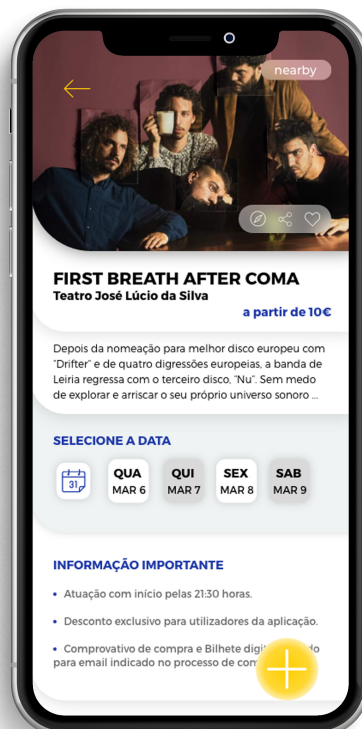 nearby
FIRST BREATH AFTER COMA
Teatro José Lúcio da Silva
a partir de 10€
Depois da nomeação para melhor disco europeu com
"Drifter" e de quatro digressões europeias, a banda de
Leiria regressa com o terceiro disco, "Nu". Sem medo
de explorar e arriscar o seu próprio universo sonoro ...
SELECIONE A DATA
31
QUA QUI SEX SAB
MAR 6 MAR 7 MAR 8 MAR 9
INFORMAÇÃO IMPORTANTE
• Atuação com início pelas 21:30 horas.
• Desconto exclusivo para utilizadores da aplicação.
• Comprovativo de compra e Bilhete
para email indicado no processo de